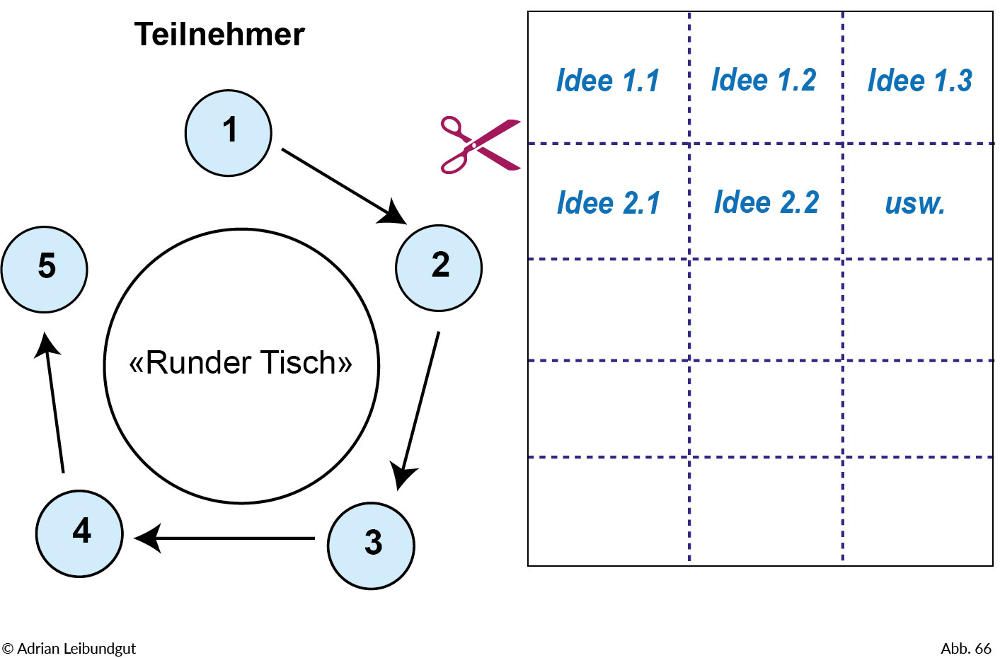 Teilnehmer
1
2
3
4
5
«Runder Tisch»
Idee 1.1
Idee 1.2
Idee 1.3
Idee 2.1
Idee 2.2
usw.
© Adrian Leibundgut
Abb. 66